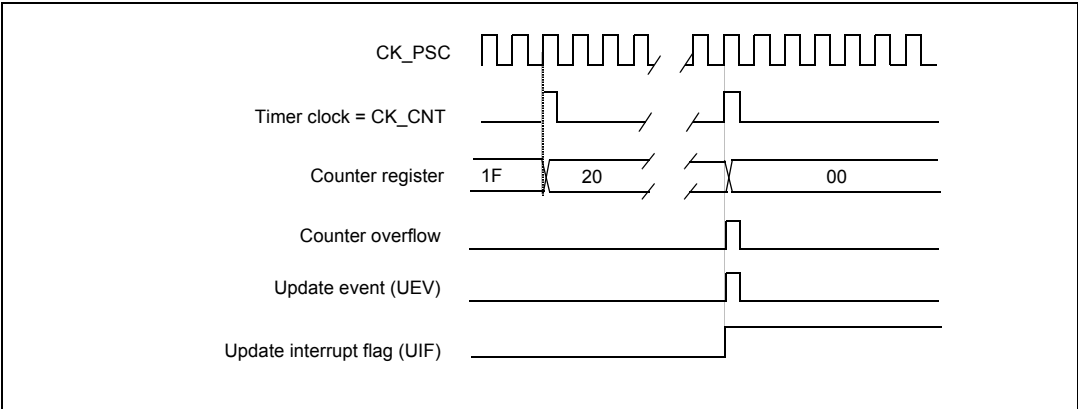 CK_PSC
Timer clock = CK_CNT
Counter register 1F 20 00
Counter overflow
Update event (UEV)
Update interrupt flag (UIF)